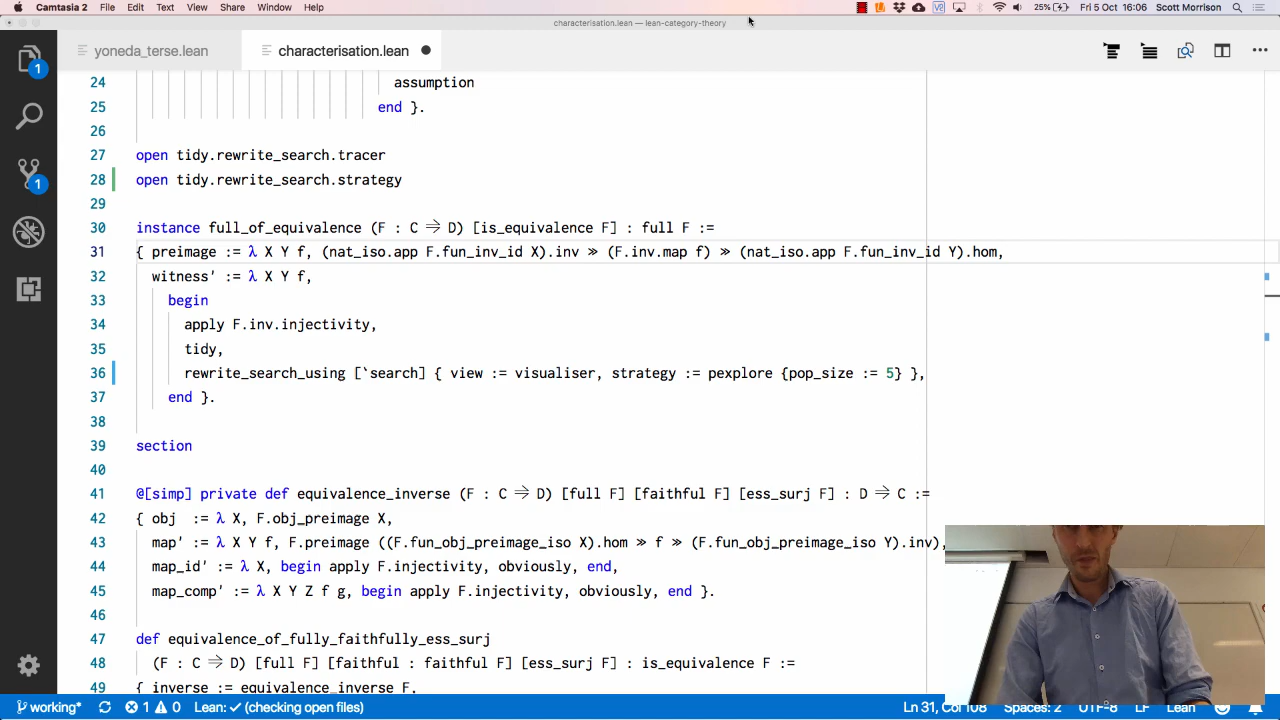 Camtasia 2 File Edit Text View Share Window Help 25% Fri 5 Oct 16:06 Scott Morrison
characterisation.lean — lean-category-theory
yoneda_terse.lean characterisation.lean
24 assumption
25 end }.
26
27 open tidy.rewrite_search.tracer
28 open tidy.rewrite_search.strategy
29
30 instance full_of_equivalence (F : C ⥤ D) [is_equivalence F] : full F :=
31 { preimage := λ X Y f, (nat_iso.app F.fun_inv_id X).inv ≫ (F.inv.map f) ≫ (nat_iso.app F.fun_inv_id Y).hom,
32 witness' := λ X Y f,
33 begin
34 apply F.inv.injectivity,
35 tidy,
36 rewrite_search_using [`search] { view := visualiser, strategy := pexplore {pop_size := 5} },
37 end }.
38
39 section
40
41 @[simp] private def equivalence_inverse (F : C ⥤ D) [full F] [faithful F] [ess_surj F] : D ⥤ C :=
42 { obj := λ X, F.obj_preimage X,
43 map' := λ X Y f, F.preimage ((F.fun_obj_preimage_iso X).hom ≫ f ≫ (F.fun_obj_preimage_iso Y).inv),
44 map_id' := λ X, begin apply F.injectivity, obviously, end,
45 map_comp' := λ X Y Z f g, begin apply F.injectivity, obviously, end }.
46
47 def equivalence_of_fully_faithfully_ess_surj
48 (F : C ⥤ D) [full F] [faithful : faithful F] [ess_surj F] : is_equivalence F :=
49 { inverse := equivalence_inverse F,
working* 1 0 Lean: ✓ (checking open files) Ln 31, Col 108 Spaces: 2 UTF-8 LF Lean